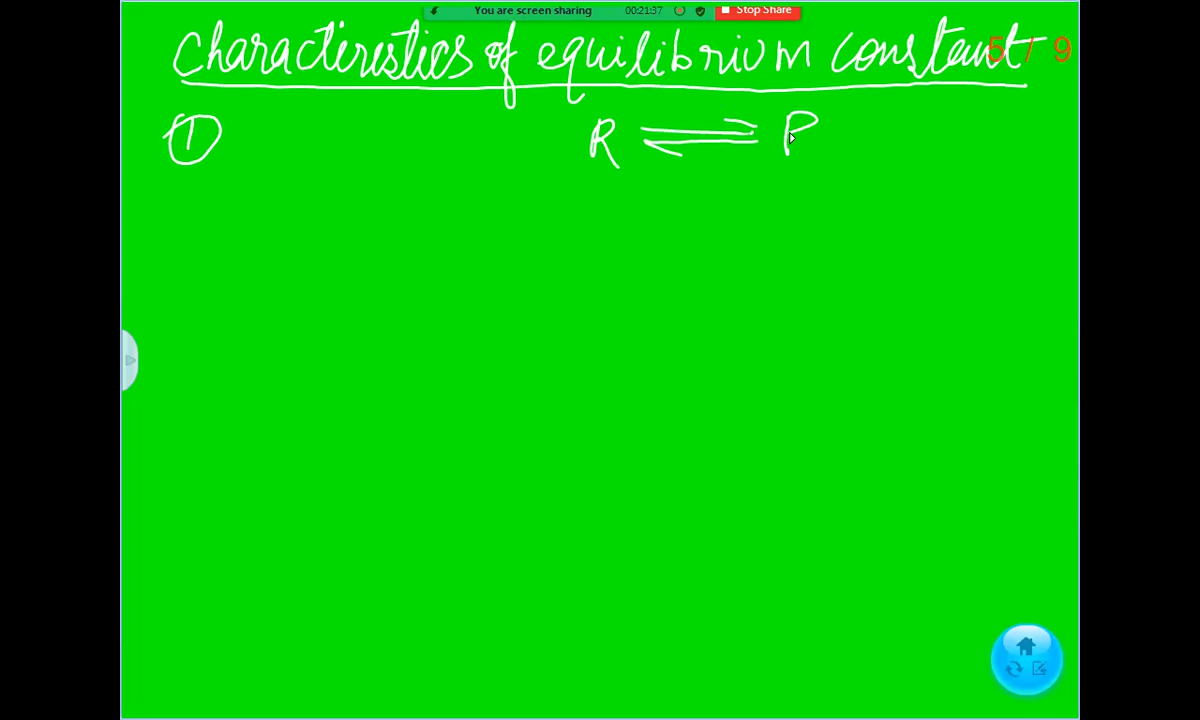 You are screen sharing 00:21:37 Stop Share
Characteristics of equilibrium constant 5 / 9
① R ⇌ P